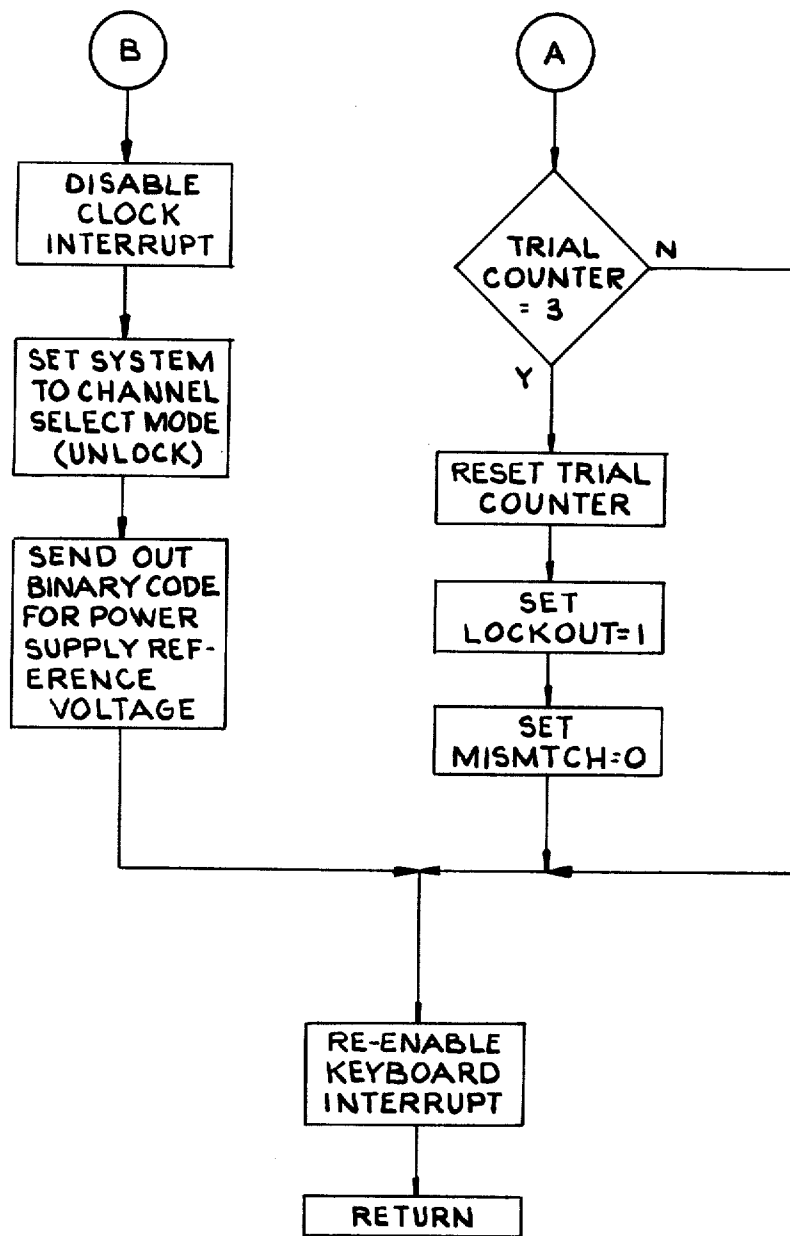 B
DISABLE
CLOCK
INTERRUPT
SET SYSTEM
TO CHANNEL
SELECT MODE
(UNLOCK)
SEND OUT
BINARY CODE
FOR POWER
SUPPLY REF-
ERENCE
VOLTAGE
A
TRIAL
COUNTER
= 3
N
Y
RESET TRIAL
COUNTER
SET
LOCKOUT=1
SET
MISMTCH=0
RE-ENABLE
KEYBOARD
INTERRUPT
RETURN